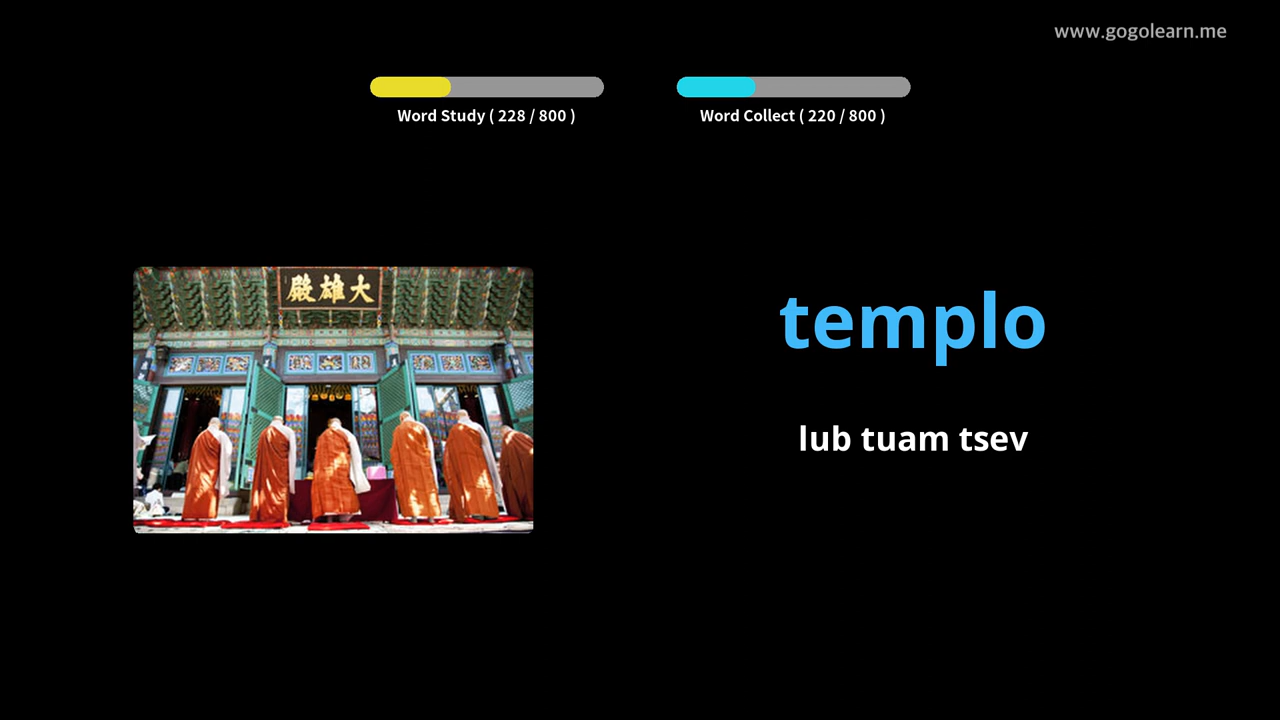 www.gogolearn.me
Word Study ( 228 / 800 )
Word Collect ( 220 / 800 )
殿雄大
templo
lub tuam tsev